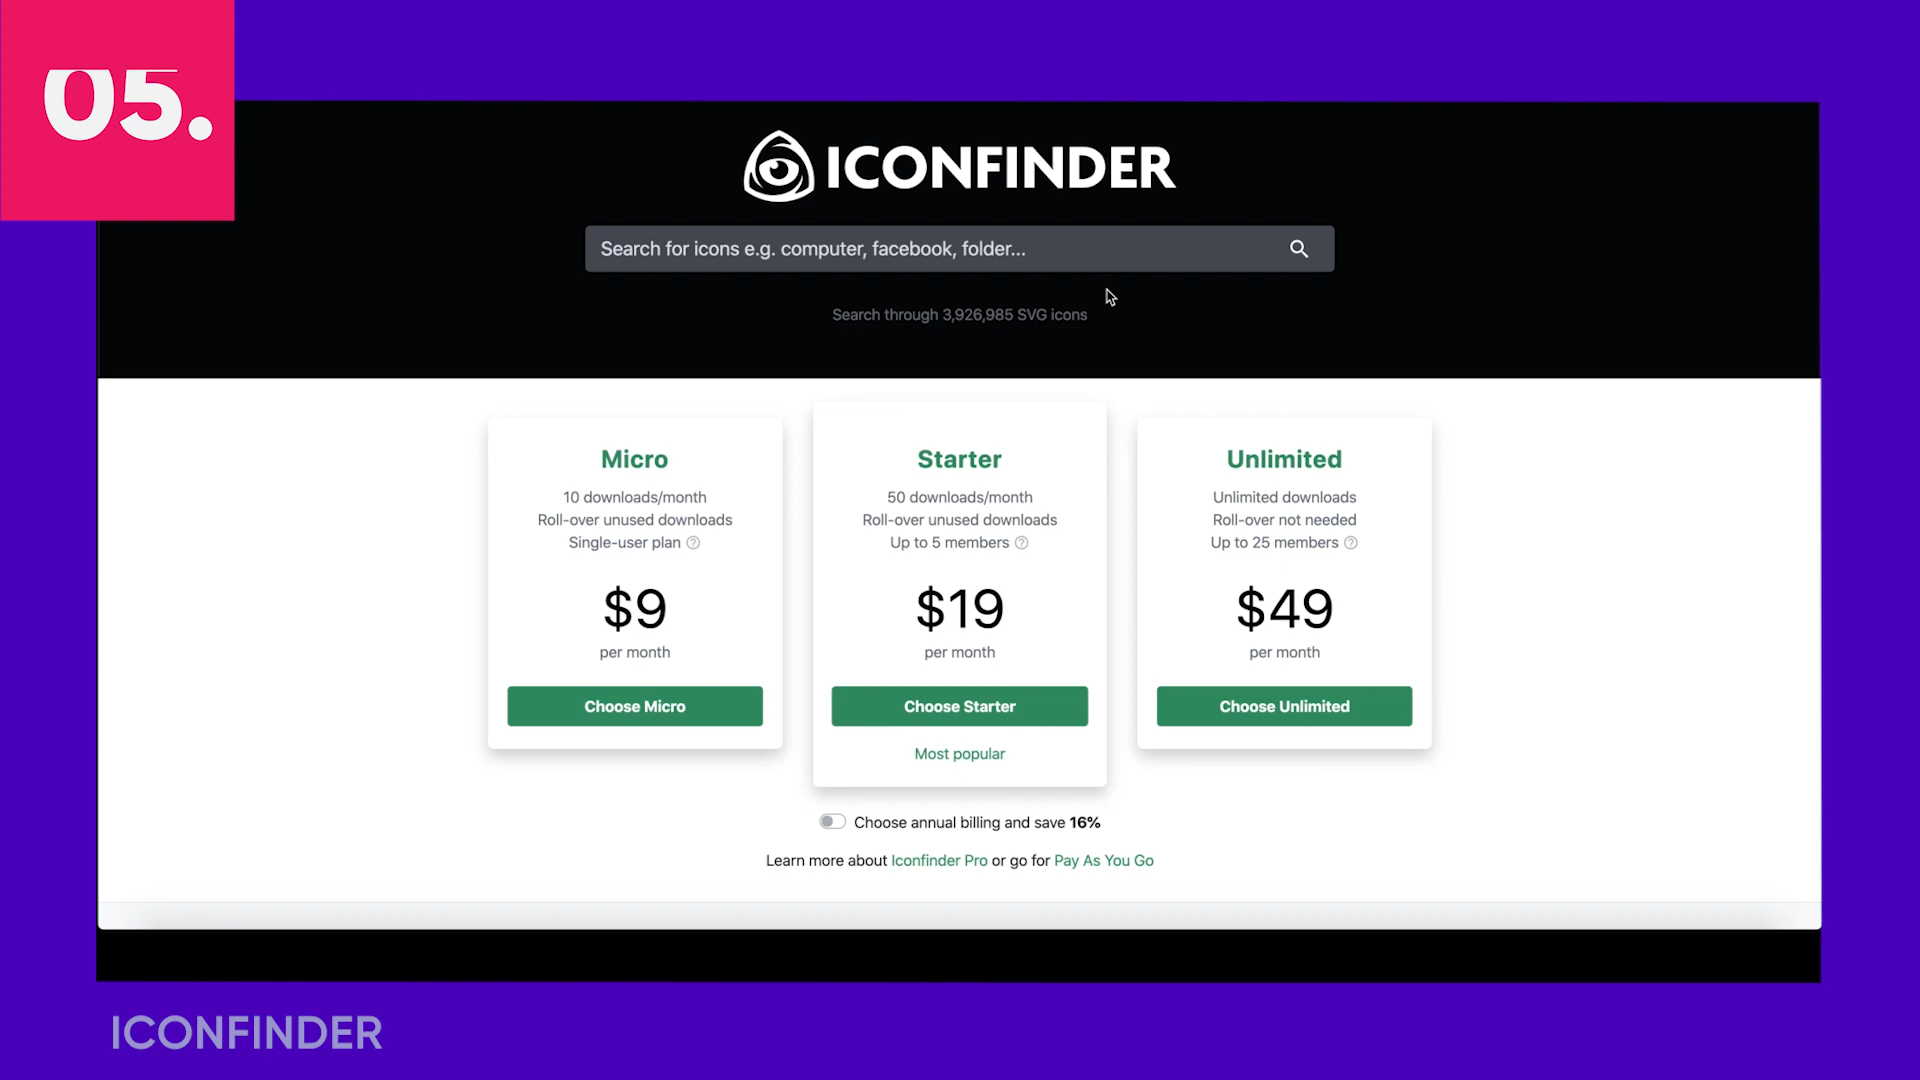 05.
ICONFINDER
Search for icons e.g. computer, facebook, folder...
Search through 3,926,985 SVG icons
Micro
10 downloads/month
Roll-over unused downloads
Single-user plan
$9
per month
Choose Micro
Starter
50 downloads/month
Roll-over unused downloads
Up to 5 members
$19
per month
Choose Starter
Most popular
Unlimited
Unlimited downloads
Roll-over not needed
Up to 25 members
$49
per month
Choose Unlimited
Choose annual billing and save 16%
Learn more about Iconfinder Pro or go for Pay As You Go
ICONFINDER